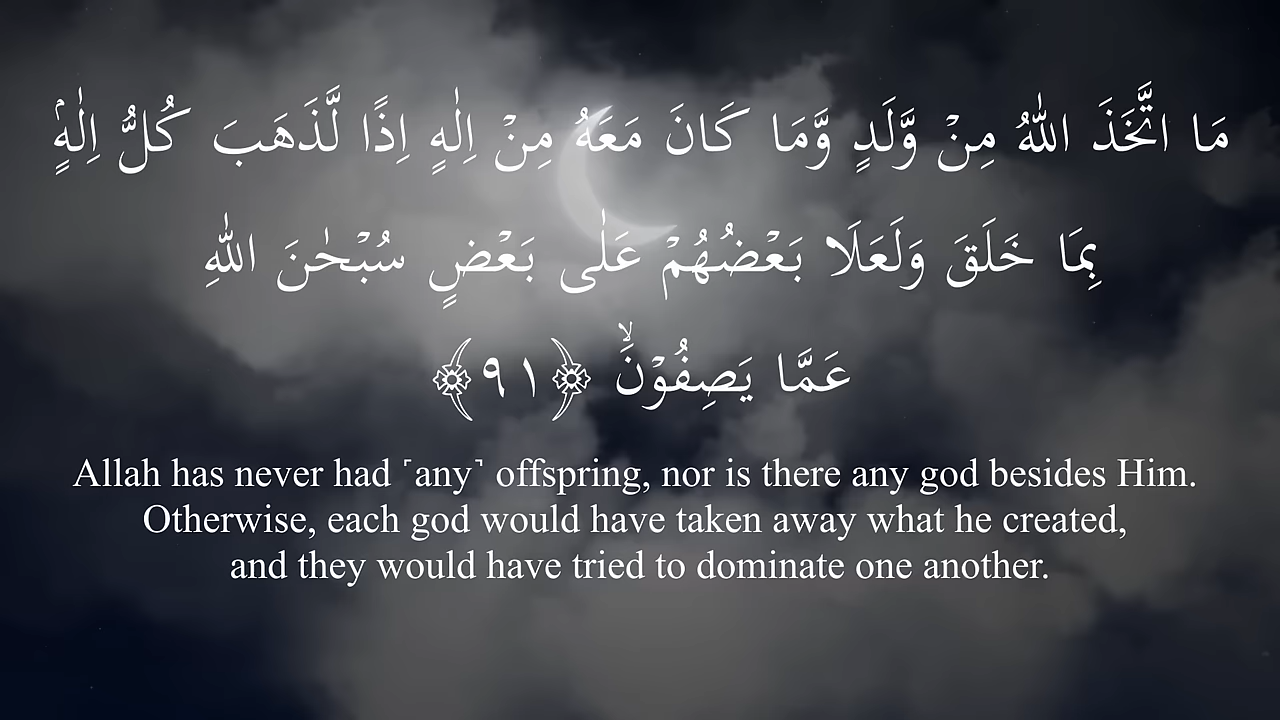 مَا اتَّخَذَ اللّٰهُ مِنْ وَّلَدٍ وَّمَا كَانَ مَعَهٗ مِنْ اِلٰهٍ اِذًا لَّذَهَبَ كُلُّ اِلٰهٍۢ
بِمَا خَلَقَ وَلَعَلَا بَعْضُهُمْ عَلٰى بَعْضٍ سُبْحٰنَ اللّٰهِ
عَمَّا يَصِفُوْنَۙ ﴿٩١﴾
Allah has never had ˹any˺ offspring, nor is there any god besides Him.
Otherwise, each god would have taken away what he created,
and they would have tried to dominate one another.